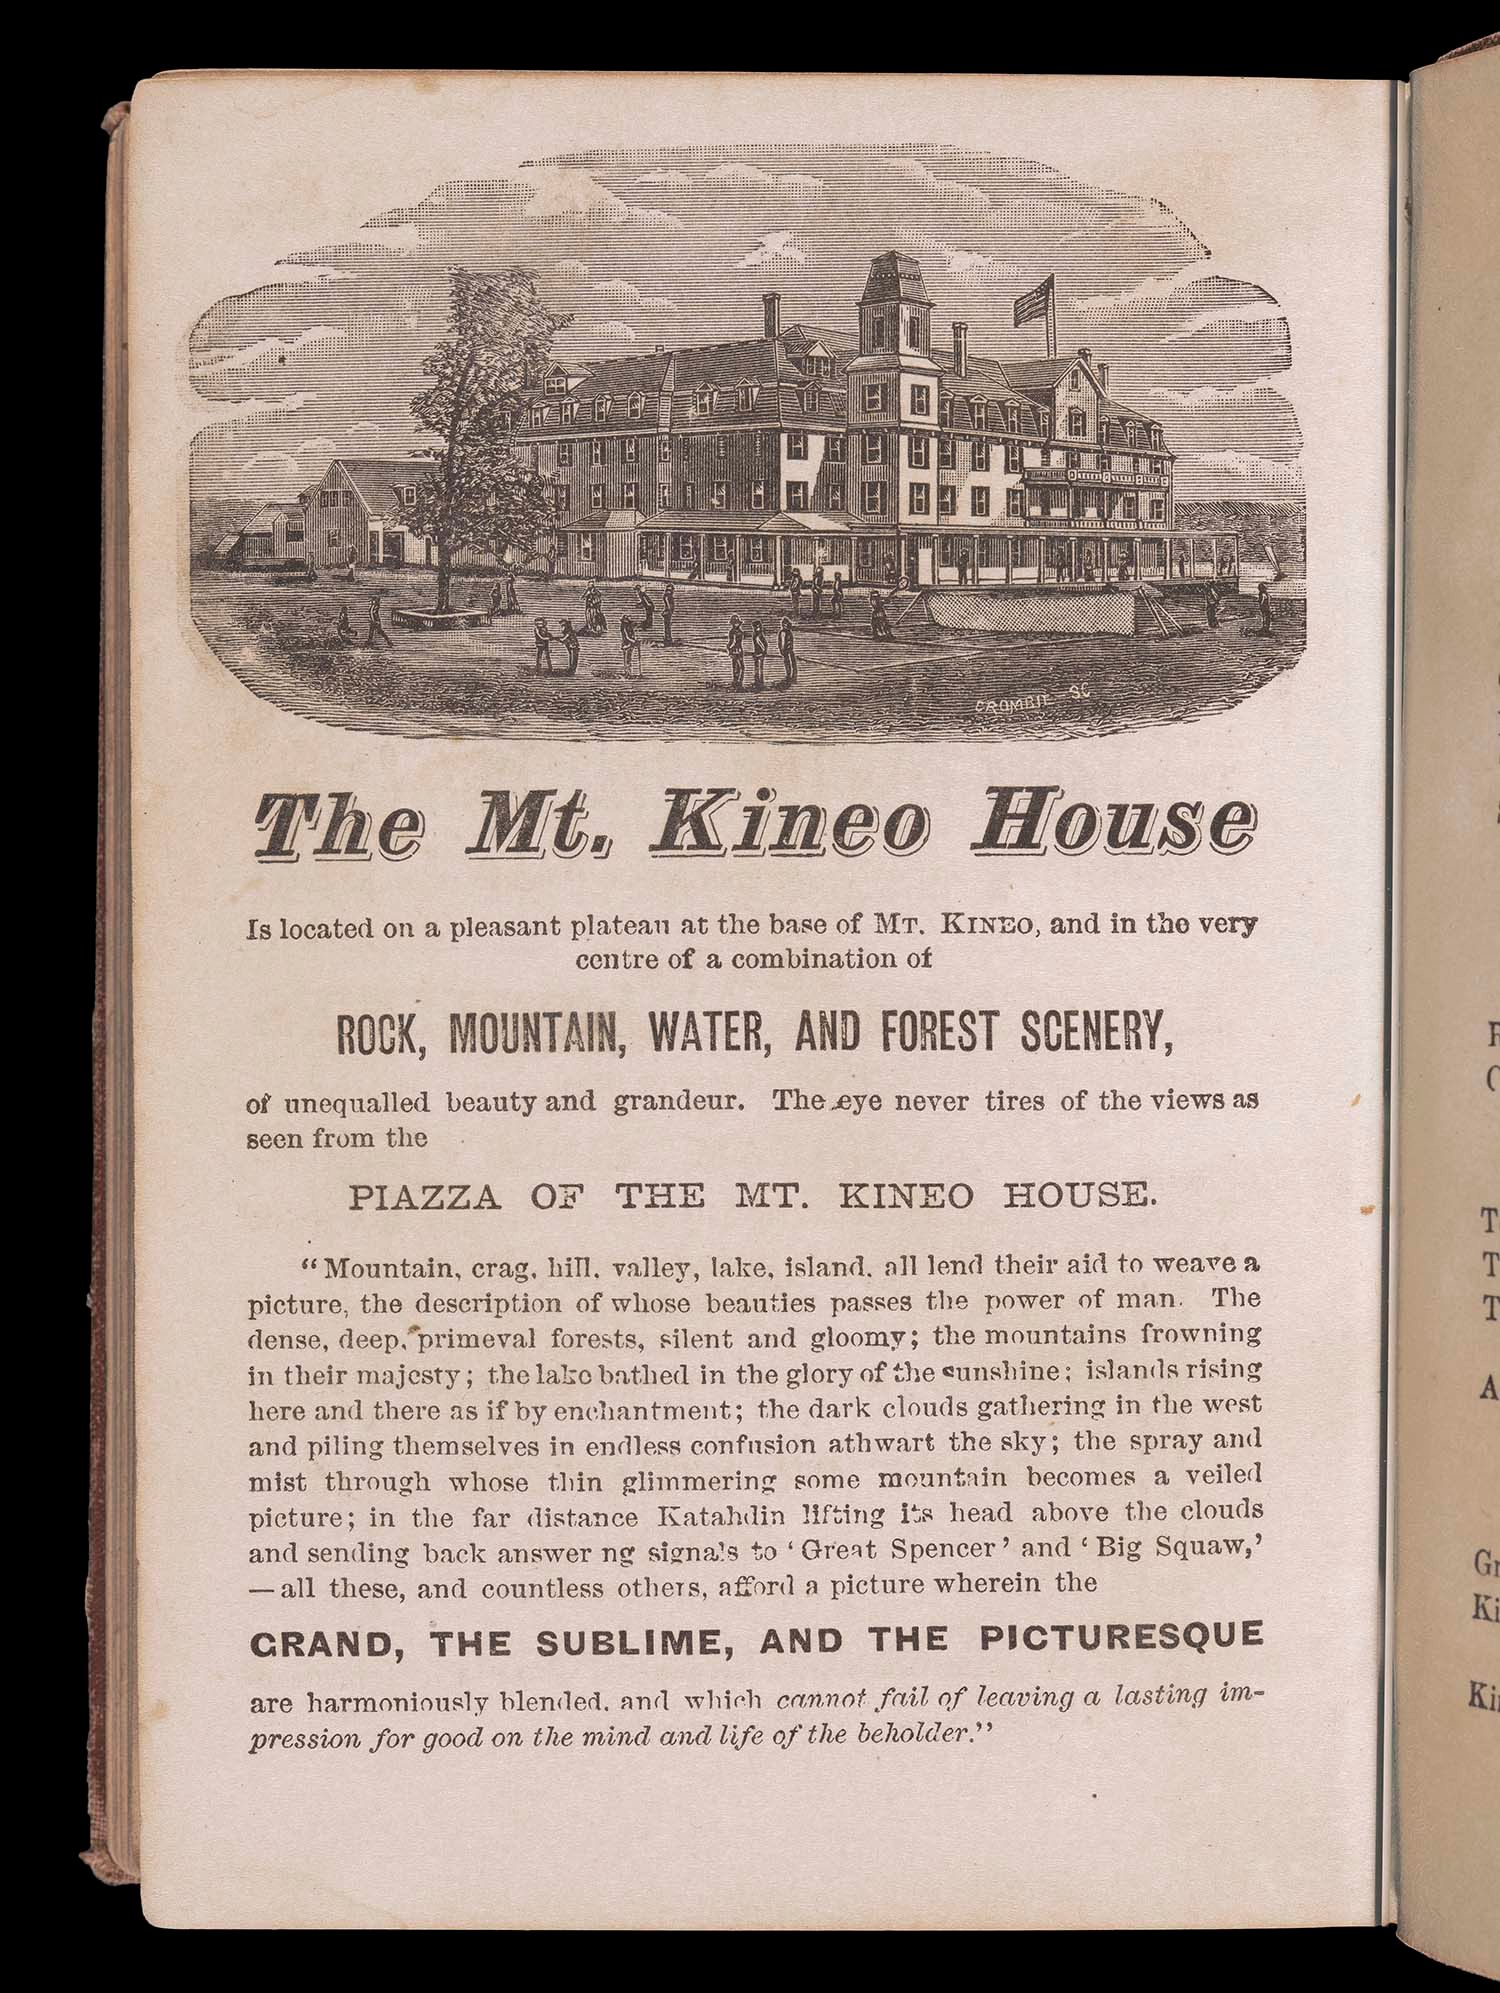 CROMBIE SC
The Mt. Kineo House
Is located on a pleasant plateau at the base of MT. KINEO, and in the very
centre of a combination of
ROCK, MOUNTAIN, WATER, AND FOREST SCENERY,
of unequalled beauty and grandeur. The eye never tires of the views as
seen from the
PIAZZA OF THE MT. KINEO HOUSE.
"Mountain, crag, hill, valley, lake, island, all lend their aid to weave a
picture, the description of whose beauties passes the power of man. The
dense, deep, primeval forests, silent and gloomy; the mountains frowning
in their majesty; the lake bathed in the glory of the sunshine; islands rising
here and there as if by enchantment; the dark clouds gathering in the west
and piling themselves in endless confusion athwart the sky; the spray and
mist through whose thin glimmering some mountain becomes a veiled
picture; in the far distance Katahdin lifting its head above the clouds
and sending back answer ng signals to 'Great Spencer' and 'Big Squaw,'
—all these, and countless others, afford a picture wherein the
GRAND, THE SUBLIME, AND THE PICTURESQUE
are harmoniously blended, and which cannot fail of leaving a lasting im-
pression for good on the mind and life of the beholder."